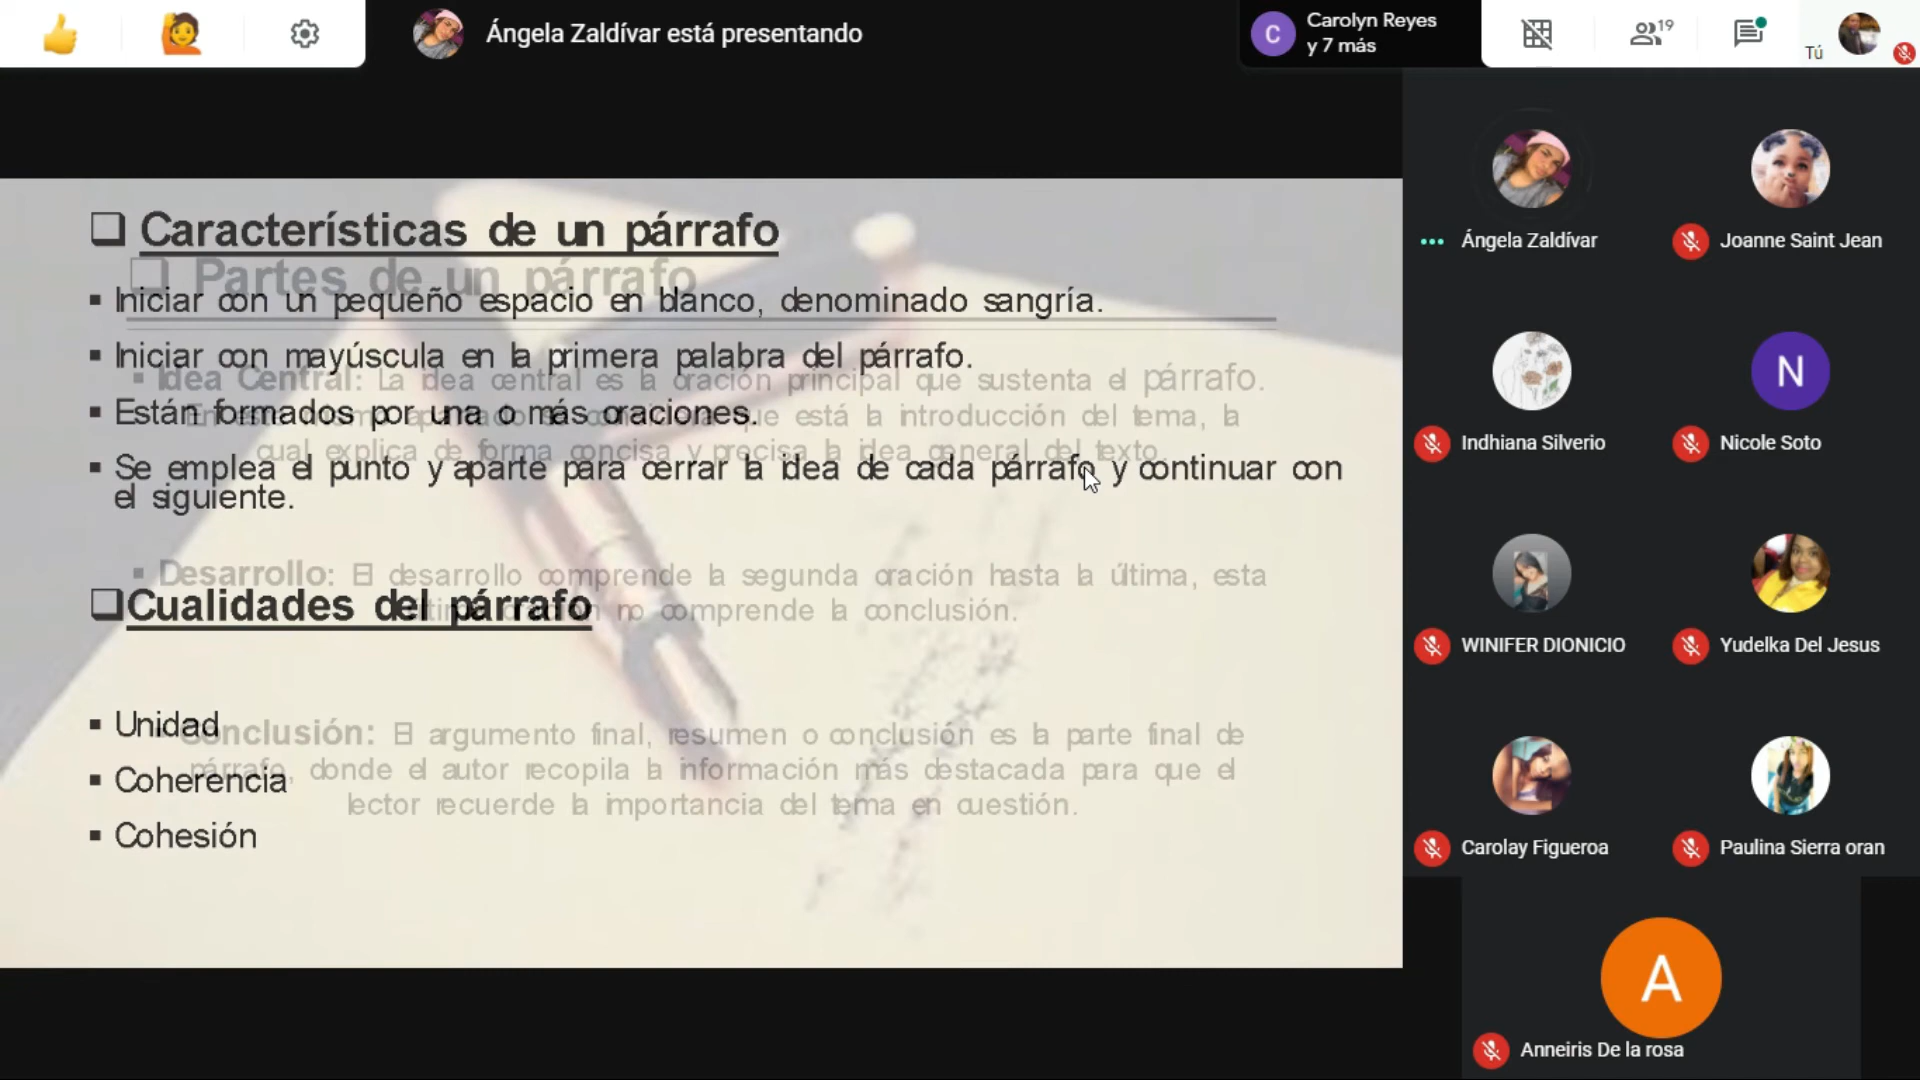 Ángela Zaldívar está presentando
Carolyn Reyes
y 7 más
C
19
Tú
Características de un párrafo
Partes de un párrafo
Iniciar con un pequeño espacio en blanco, denominado sangría.
Iniciar con mayúscula en la primera palabra del párrafo.
Idea Central: La idea central es la oración principal que sustenta el párrafo.
Están formados por una o más oraciones.
que está la introducción del tema, la
cual explica de forma concisa y precisa la idea general del texto.
Se emplea el punto y aparte para cerrar la idea de cada párrafo y continuar con
el siguiente.
Desarrollo: El desarrollo comprende la segunda oración hasta la última, esta
no comprende la conclusión.
Cualidades del párrafo
Unidad
Conclusión: El argumento final, resumen o conclusión es la parte final de
párrafo, donde el autor recopila la información más destacada para que el
Coherencia
lector recuerde la importancia del tema en cuestión.
Cohesión
Ángela Zaldívar
Joanne Saint Jean
Indhiana Silverio
N
Nicole Soto
WINIFER DIONICIO
Yudelka Del Jesus
Carolay Figueroa
Paulina Sierra oran
A
Anneiris De la rosa